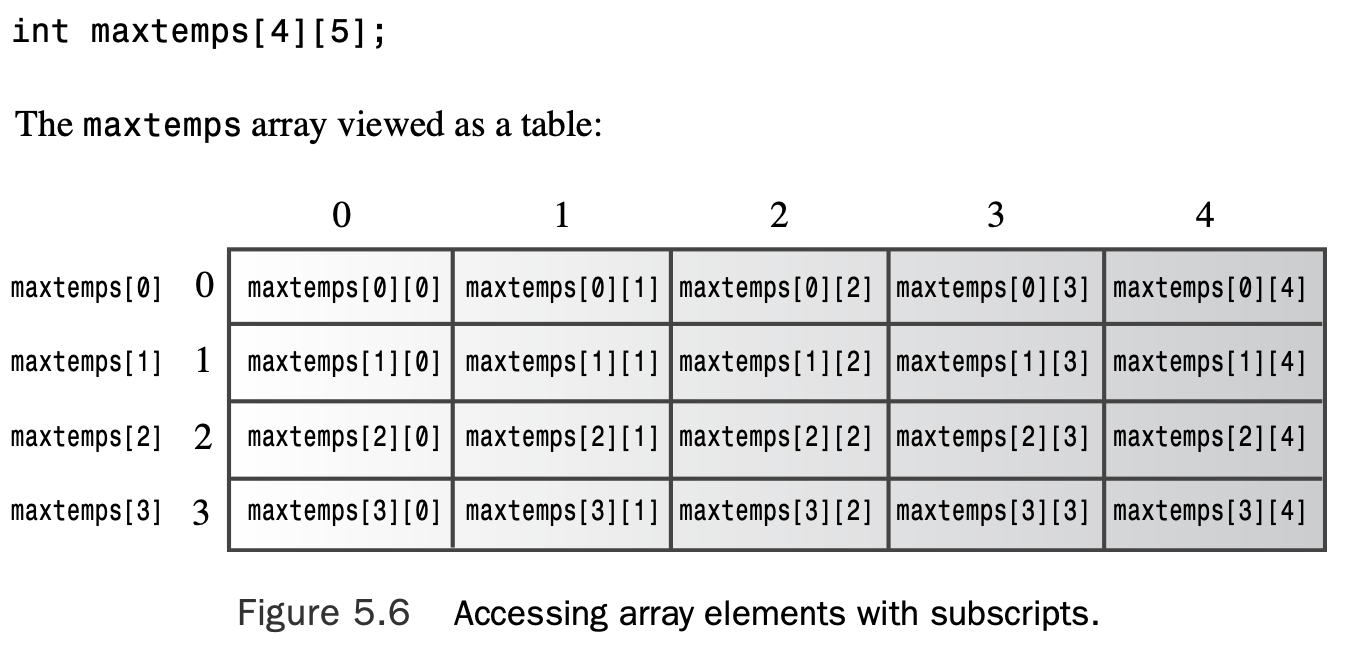 int maxtemps[4][5];
The maxtemps array viewed as a table:
0 1 2 3 4
maxtemps[0] 0 maxtemps[0][0] maxtemps[0][1] maxtemps[0][2] maxtemps[0][3] maxtemps[0][4]
maxtemps[1] 1 maxtemps[1][0] maxtemps[1][1] maxtemps[1][2] maxtemps[1][3] maxtemps[1][4]
maxtemps[2] 2 maxtemps[2][0] maxtemps[2][1] maxtemps[2][2] maxtemps[2][3] maxtemps[2][4]
maxtemps[3] 3 maxtemps[3][0] maxtemps[3][1] maxtemps[3][2] maxtemps[3][3] maxtemps[3][4]
Figure 5.6 Accessing array elements with subscripts.